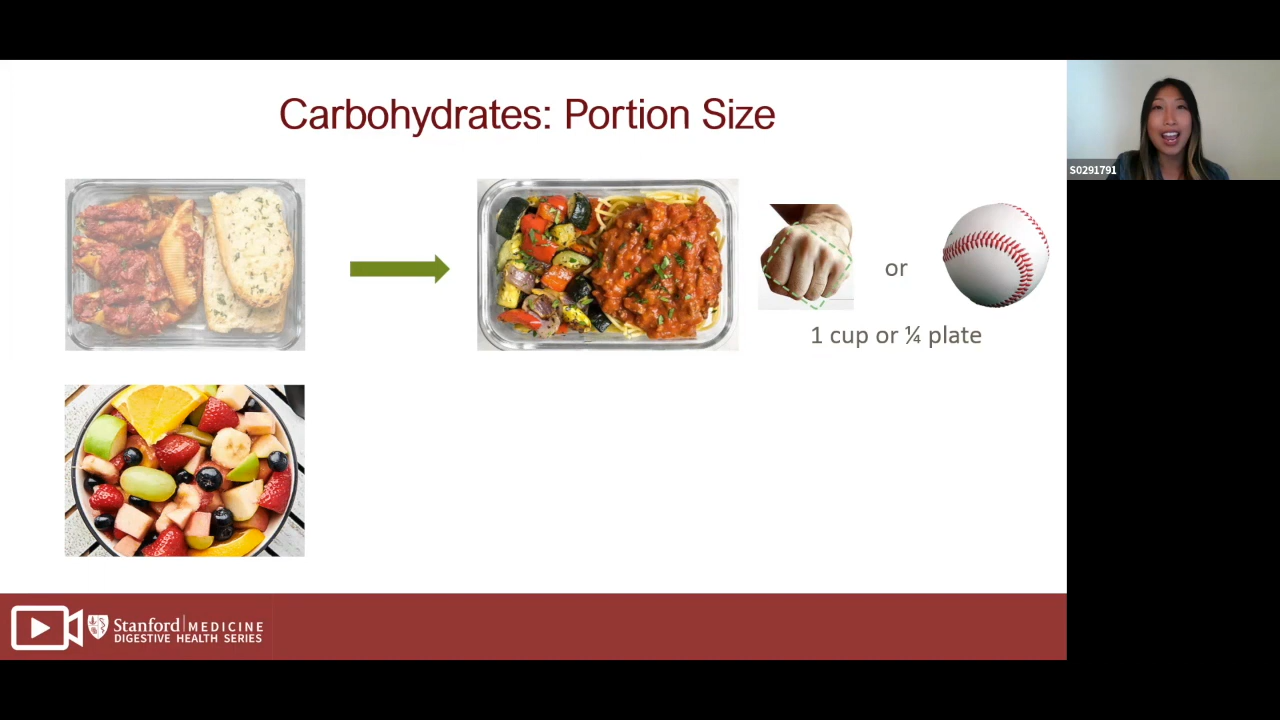 Carbohydrates: Portion Size
S0291791
or
1 cup or ¼ plate
Stanford MEDICINE
DIGESTIVE HEALTH SERIES